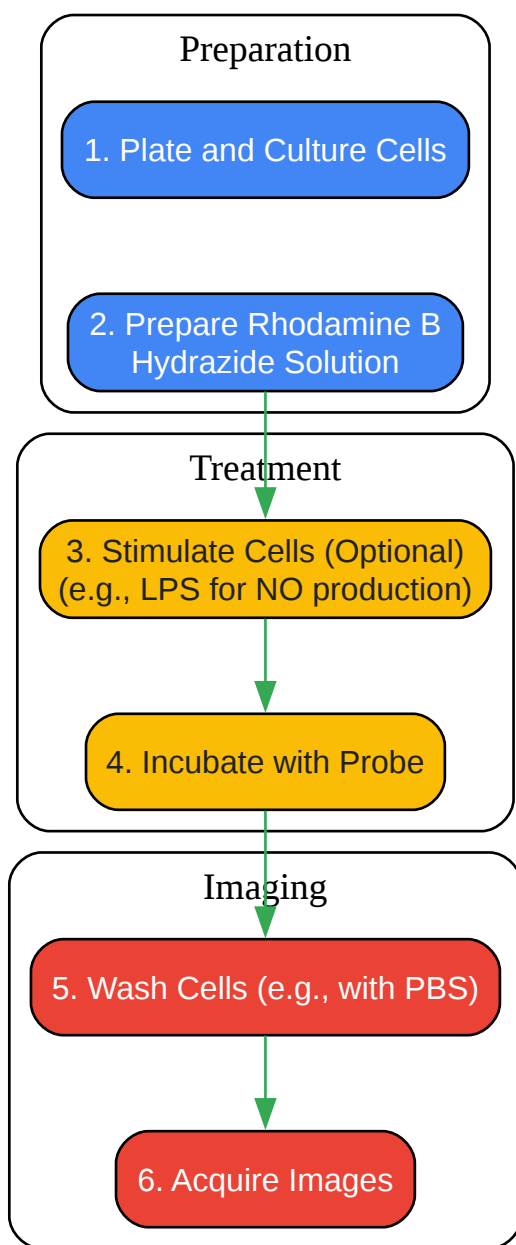 Preparation
1. Plate and Culture Cells
2. Prepare Rhodamine B
Hydrazide Solution
Treatment
3. Stimulate Cells (Optional)
(e.g., LPS for NO production)
4. Incubate with Probe
Imaging
5. Wash Cells (e.g., with PBS)
6. Acquire Images